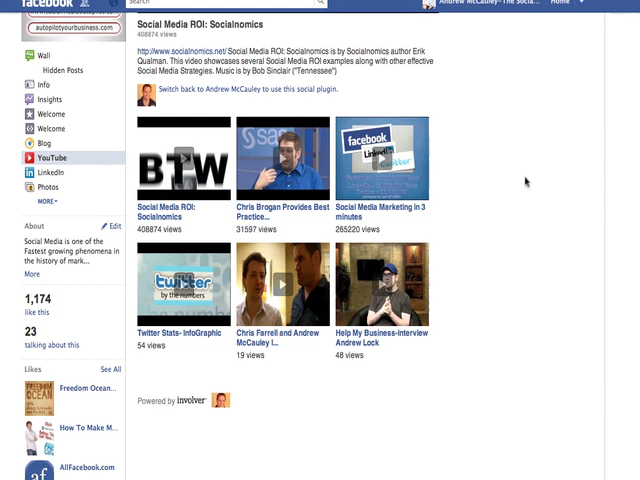 facebook
Search
Andrew McCauley-The Socia...
Home
autopilotyourbusiness.com
Wall
Hidden Posts
Info
Insights
Welcome
Welcome
Blog
YouTube
LinkedIn
Photos
MORE
About
Edit
Social Media is one of the
Fastest growing phenomena in
the history of mark...
More
1,174
like this
23
talking about this
Likes
See All
FREEDOM
OCEAN
Freedom Ocean...
How To Make M...
af
AllFacebook.com
Social Media ROI: Socialnomics
408874 views
http://www.socialnomics.net/ Social Media ROI: Socialnomics is by Socialnomics author Erik
Qualman. This video showcases several Social Media ROI examples along with other effective
Social Media Strategies. Music is by Bob Sinclair ("Tennessee")
Switch back to Andrew McCauley to use this social plugin.
BTW
Social Media ROI:
Socialnomics
408874 views
sas
Chris Brogan Provides Best
Practice...
31597 views
facebook
LinkedIn
twitter
Social Media Marketing in 3
minutes
265220 views
twitter
by the numbers
Twitter Stats- InfoGraphic
54 views
Chris Farrell and Andrew
McCauley I...
19 views
Help My Business-Interview
Andrew Lock
48 views
Powered by involver